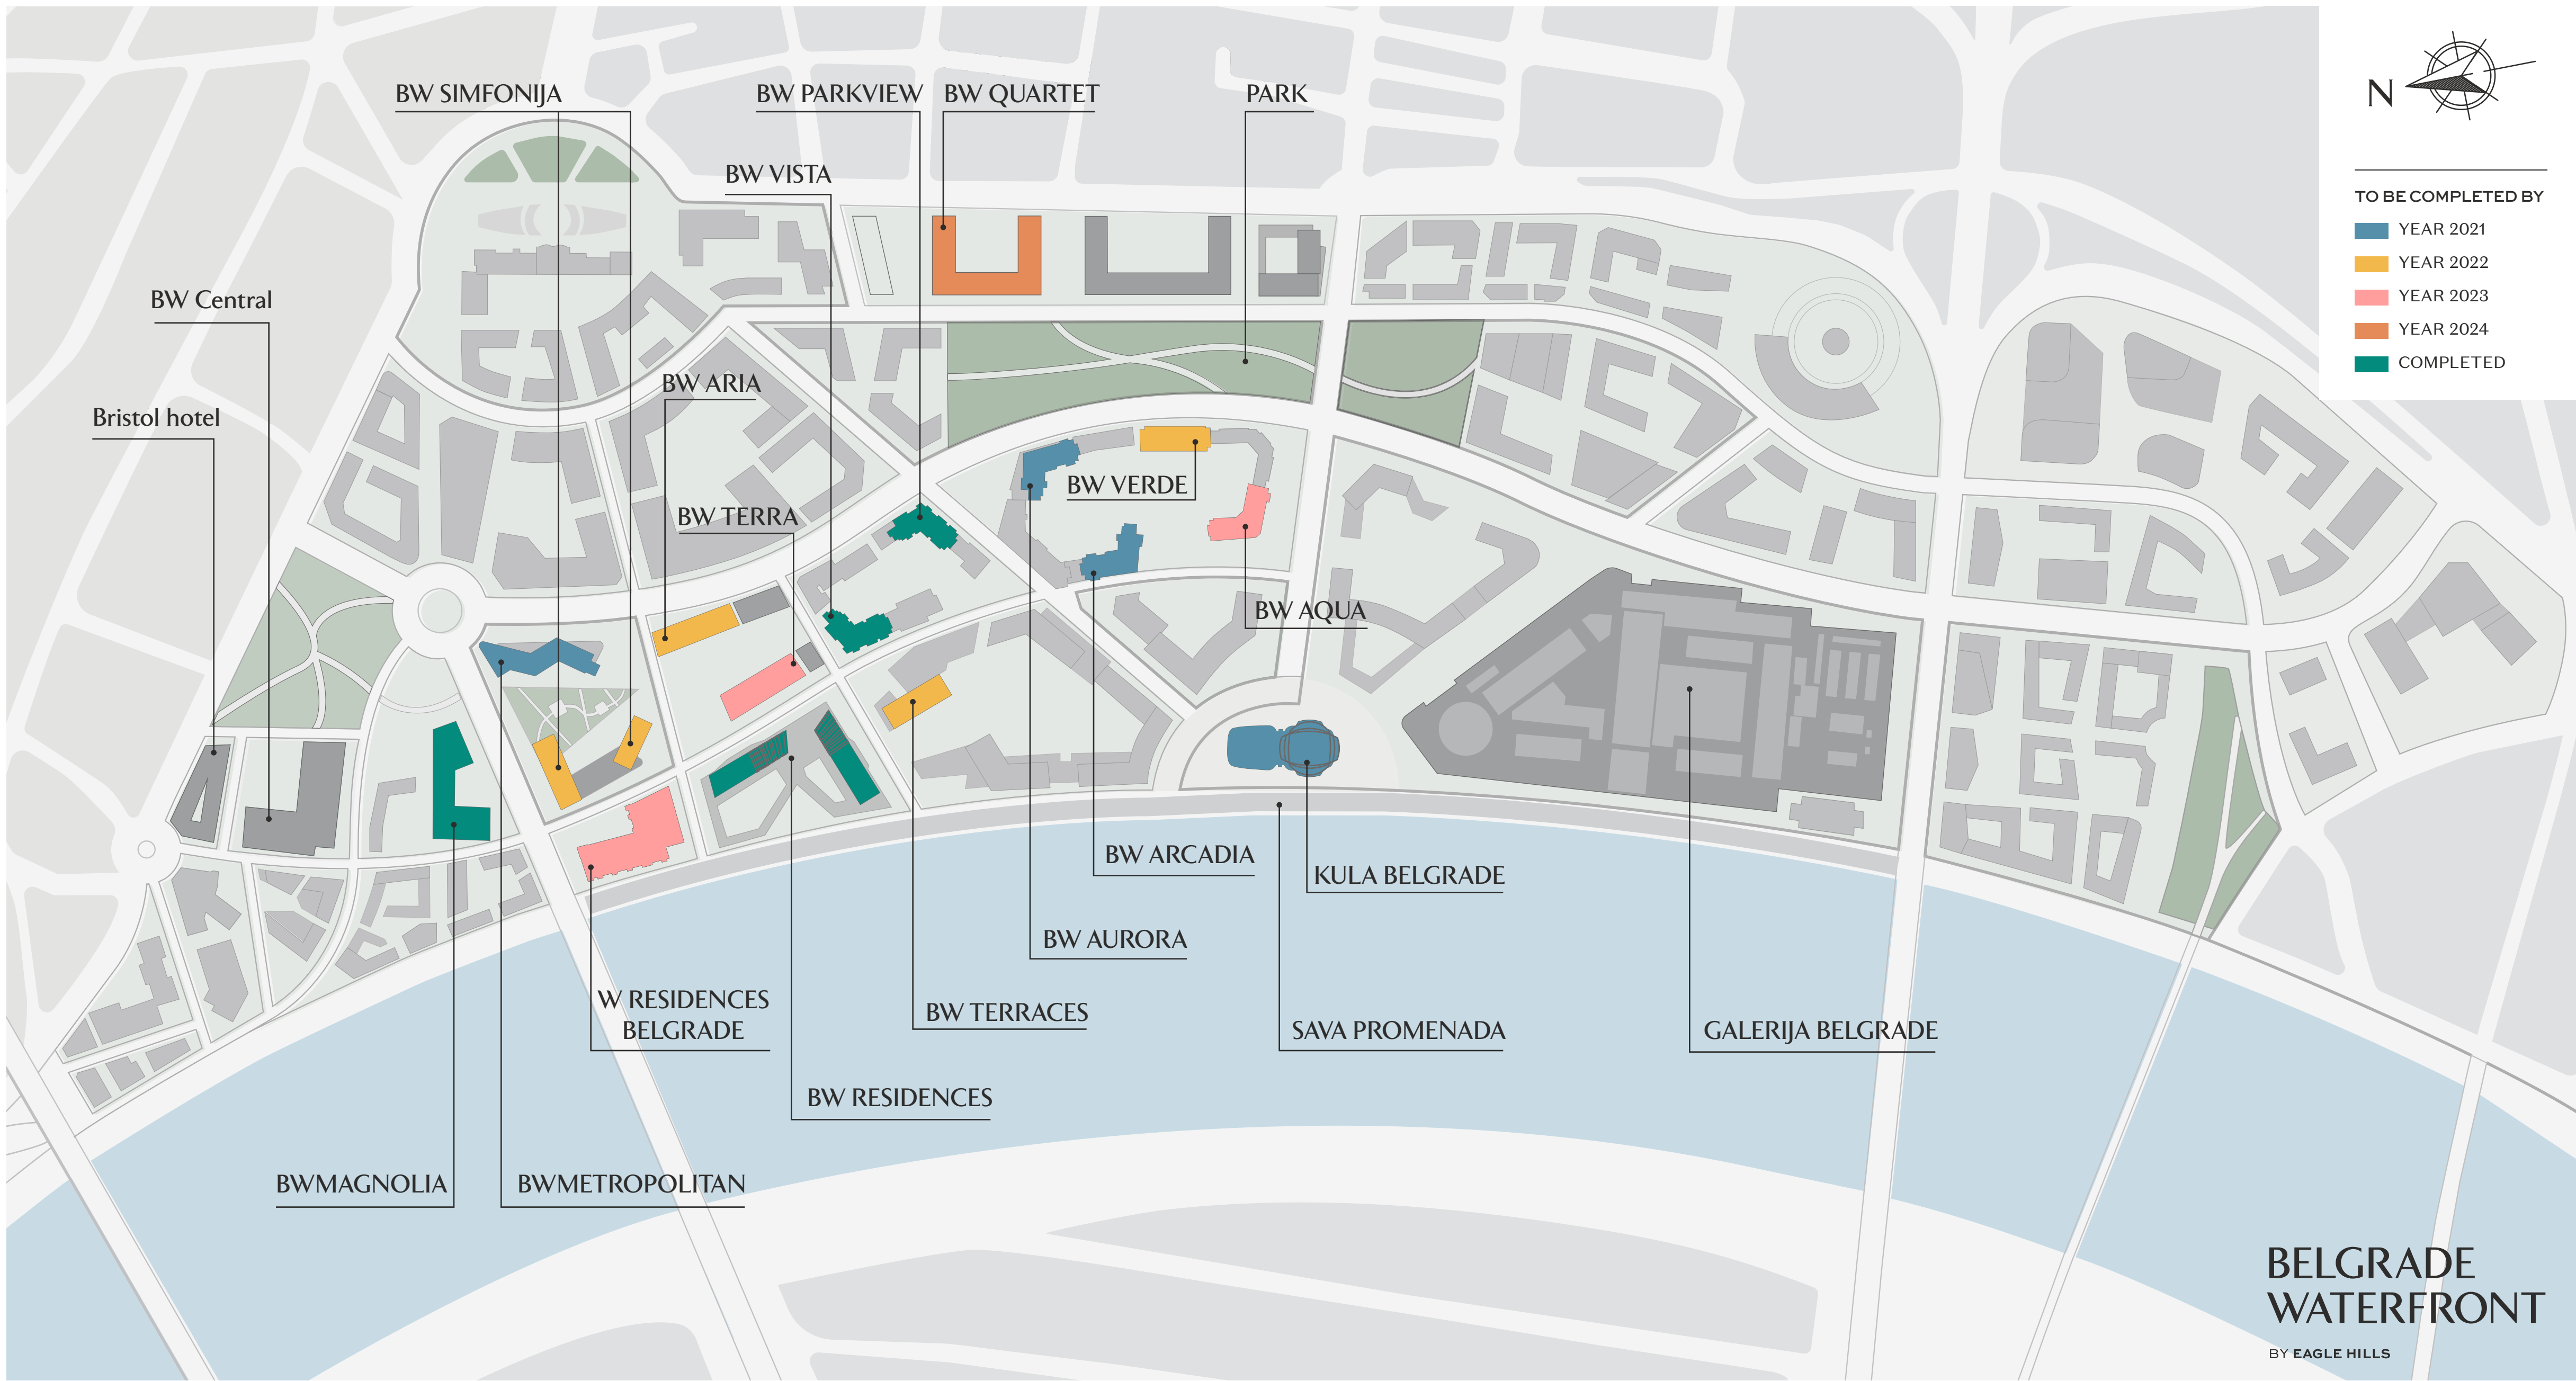 BW SIMFONIJA
BW PARKVIEW
BW QUARTET
PARK
N
BW VISTA
TO BE COMPLETED BY
YEAR 2021
YEAR 2022
YEAR 2023
YEAR 2024
COMPLETED
BW Central
BW ARIA
Bristol hotel
BW VERDE
BW TERRA
BW AQUA
BW ARCADIA
KULA BELGRADE
BW AURORA
W RESIDENCES
BELGRADE
BW TERRACES
SAVA PROMENADA
GALERIJA BELGRADE
BW RESIDENCES
BWMAGNOLIA
BWMETROPOLITAN
BELGRADE
WATERFRONT
BY EAGLE HILLS